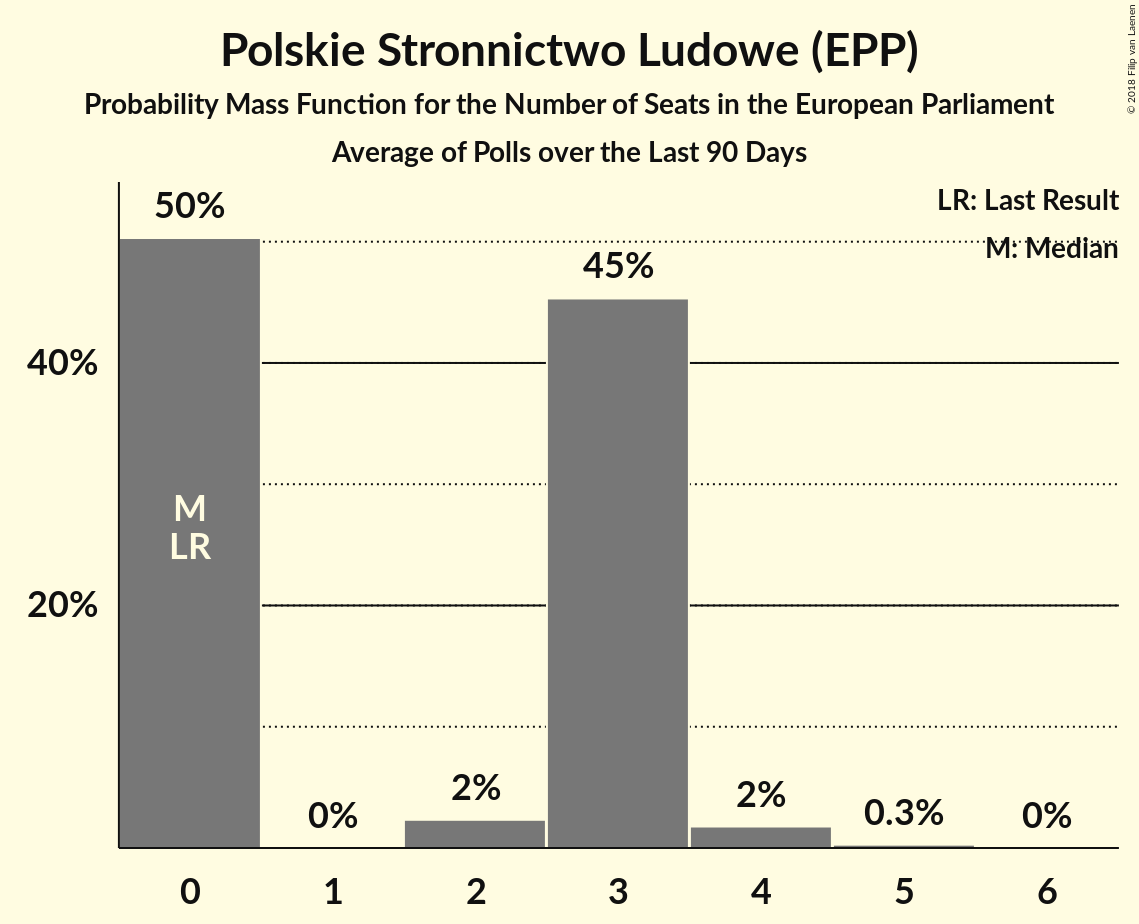 Polskie Stronnictwo Ludowe (EPP)
Probability Mass Function for the Number of Seats in the European Parliament
Average of Polls over the Last 90 Days
© 2018 Filip van Laenen
LR: Last Result
M: Median
50%
45%
40%
M
LR
20%
0%
2%
2%
0.3%
0%
0
1
2
3
4
5
6